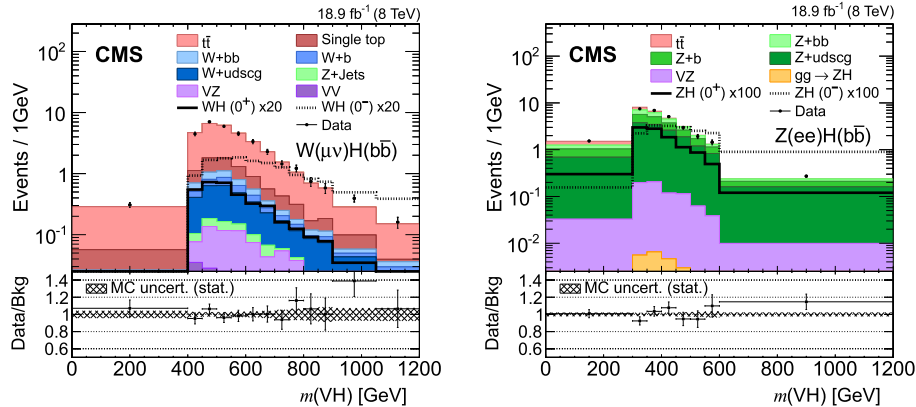 18.9 fb⁻¹ (8 TeV)
CMS
tt̄
Single top
W+bb
W+b
W+udscg
Z+Jets
VZ
VV
WH (0⁺) x20
WH (0⁻) x20
Data
W(μν)H(bb̄)
Events / 1GeV
10²
10
1
10⁻¹
MC uncert. (stat.)
Data/Bkg
1.4
1.2
1
0.8
0.6
0 200 400 600 800 1000 1200
m(VH) [GeV]
18.9 fb⁻¹ (8 TeV)
CMS
tt̄
Z+bb
Z+b
Z+udscg
VZ
gg → ZH
ZH (0⁺) x100
ZH (0⁻) x100
Data
Z(ee)H(bb̄)
Events / 1GeV
10²
10
1
10⁻¹
10⁻²
MC uncert. (stat.)
Data/Bkg
1.4
1.2
1
0.8
0.6
0 200 400 600 800 1000 1200
m(VH) [GeV]